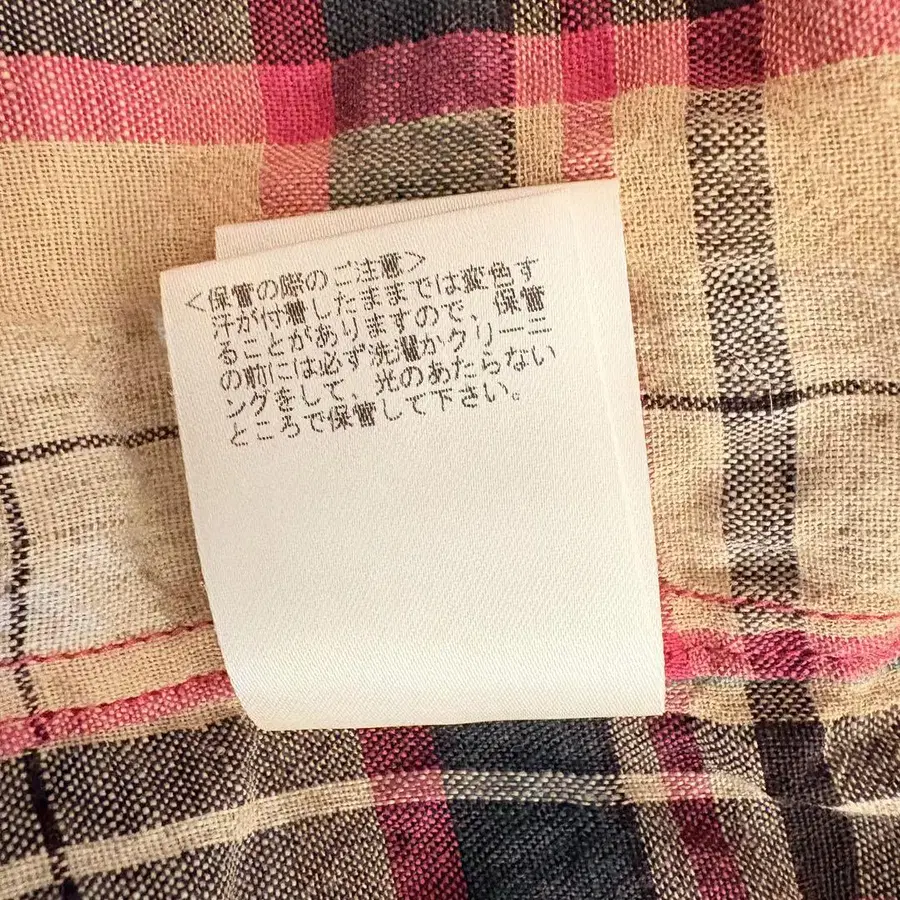 <保管の際のご注意>
汗が付着したままでは変色す
ることがありますので、保管
の前には必ず洗濯かクリーニ
ングをして、光のあたらない
ところで保管して下さい。